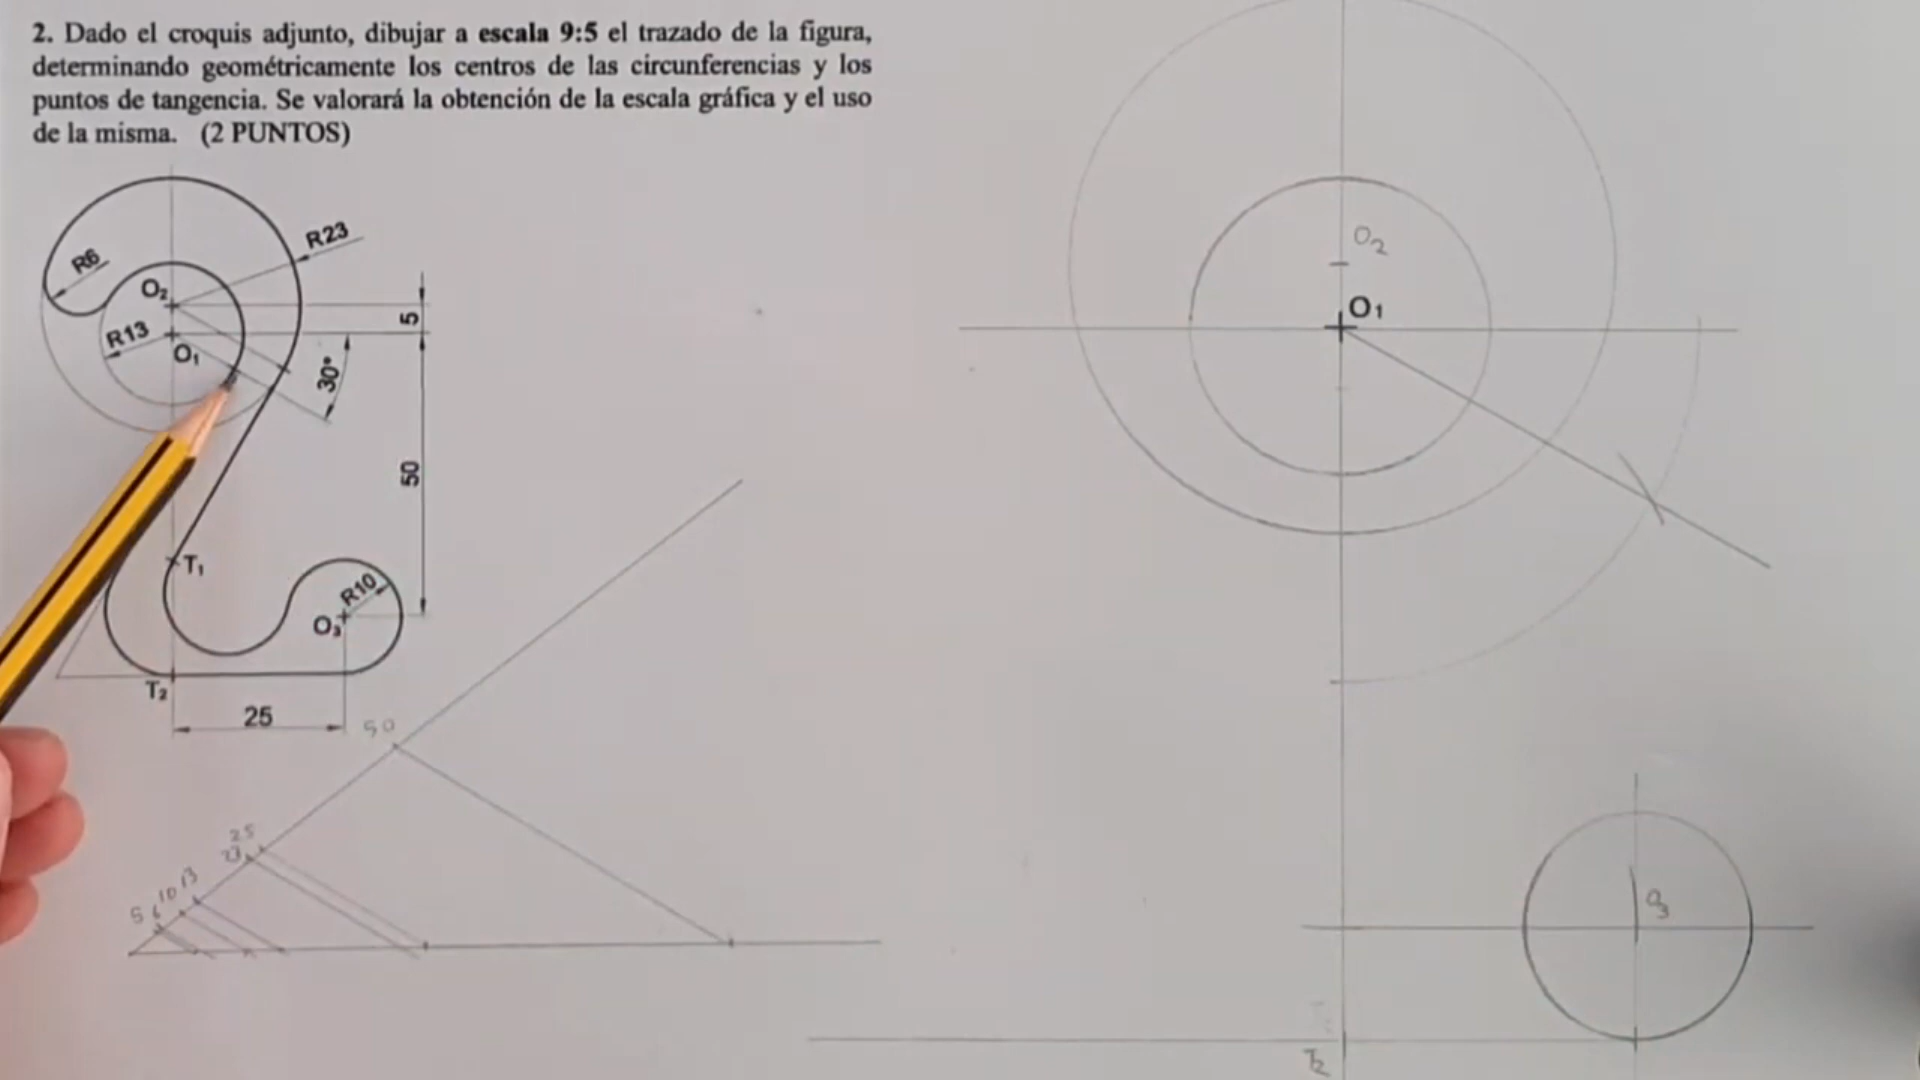 2. Dado el croquis adjunto, dibujar a escala 9:5 el trazado de la figura,
determinando geométricamente los centros de las circunferencias y los
puntos de tangencia. Se valorará la obtención de la escala gráfica y el uso
de la misma. (2 PUNTOS)
R23
R6
O₂
5
R13
O₁
30°
50
T₁
R10
O₃
T₂
25
50
25
23
13
10
5 6
O₂
O₁
O₃
T₂